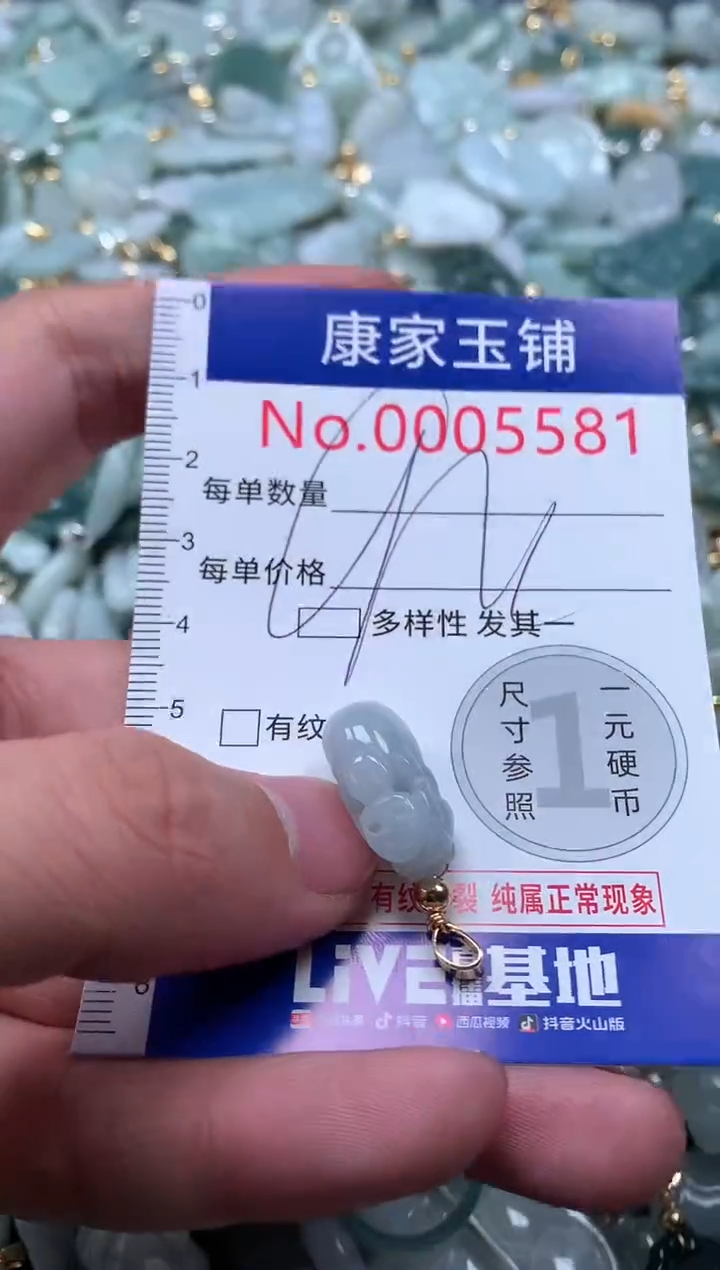 0
康家玉铺
1
No.0005581
2
每单数量
3
每单价格
4
多样性 发其一
5
有纹
尺寸参照
1
一元硬币
有纹 裂 纯属正常现象
6
LiVE 基地
抖音 西瓜视频 抖音火山版